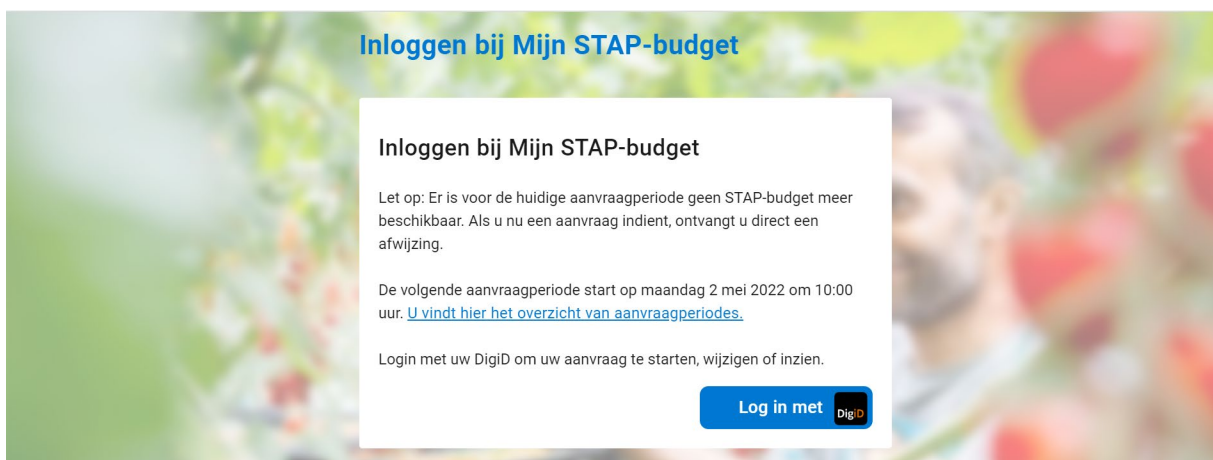 Inloggen bij Mijn STAP-budget
Inloggen bij Mijn STAP-budget
Let op: Er is voor de huidige aanvraagperiode geen STAP-budget meer
beschikbaar. Als u nu een aanvraag indient, ontvangt u direct een
afwijzing.
De volgende aanvraagperiode start op maandag 2 mei 2022 om 10:00
uur. U vindt hier het overzicht van aanvraagperiodes.
Login met uw DigiD om uw aanvraag te starten, wijzigen of inzien.
Log in met DigiD